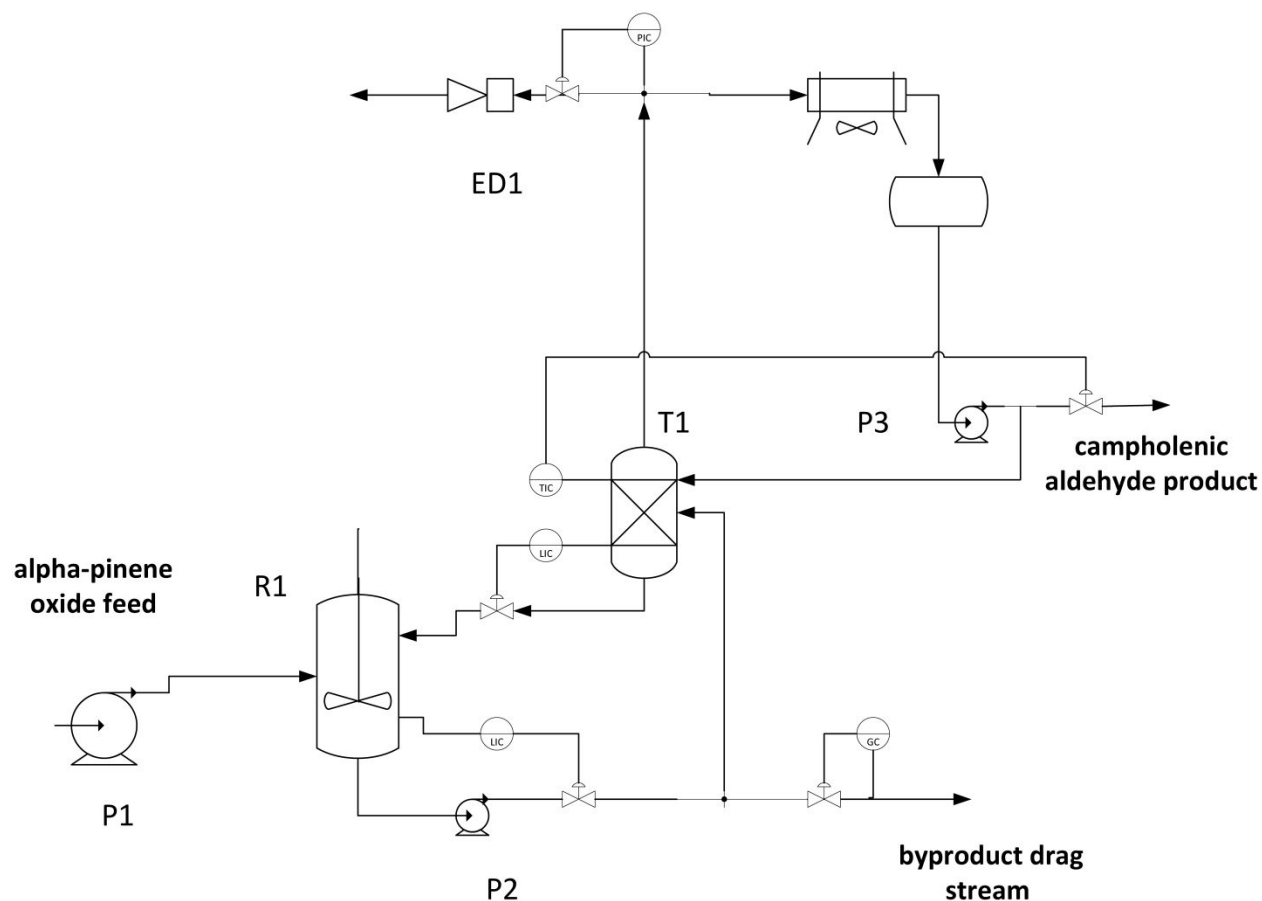 PIC
ED1
T1
P3
campholenic
aldehyde product
TIC
LIC
alpha-pinene
oxide feed
R1
LIC
GC
P1
P2
byproduct drag
stream